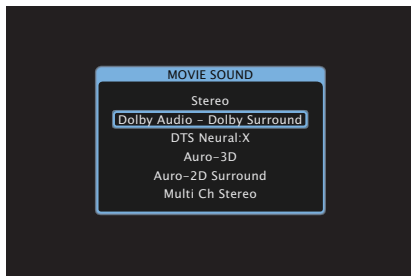 MOVIE SOUND
Stereo
Dolby Audio – Dolby Surround
DTS Neural:X
Auro-3D
Auro-2D Surround
Multi Ch Stereo